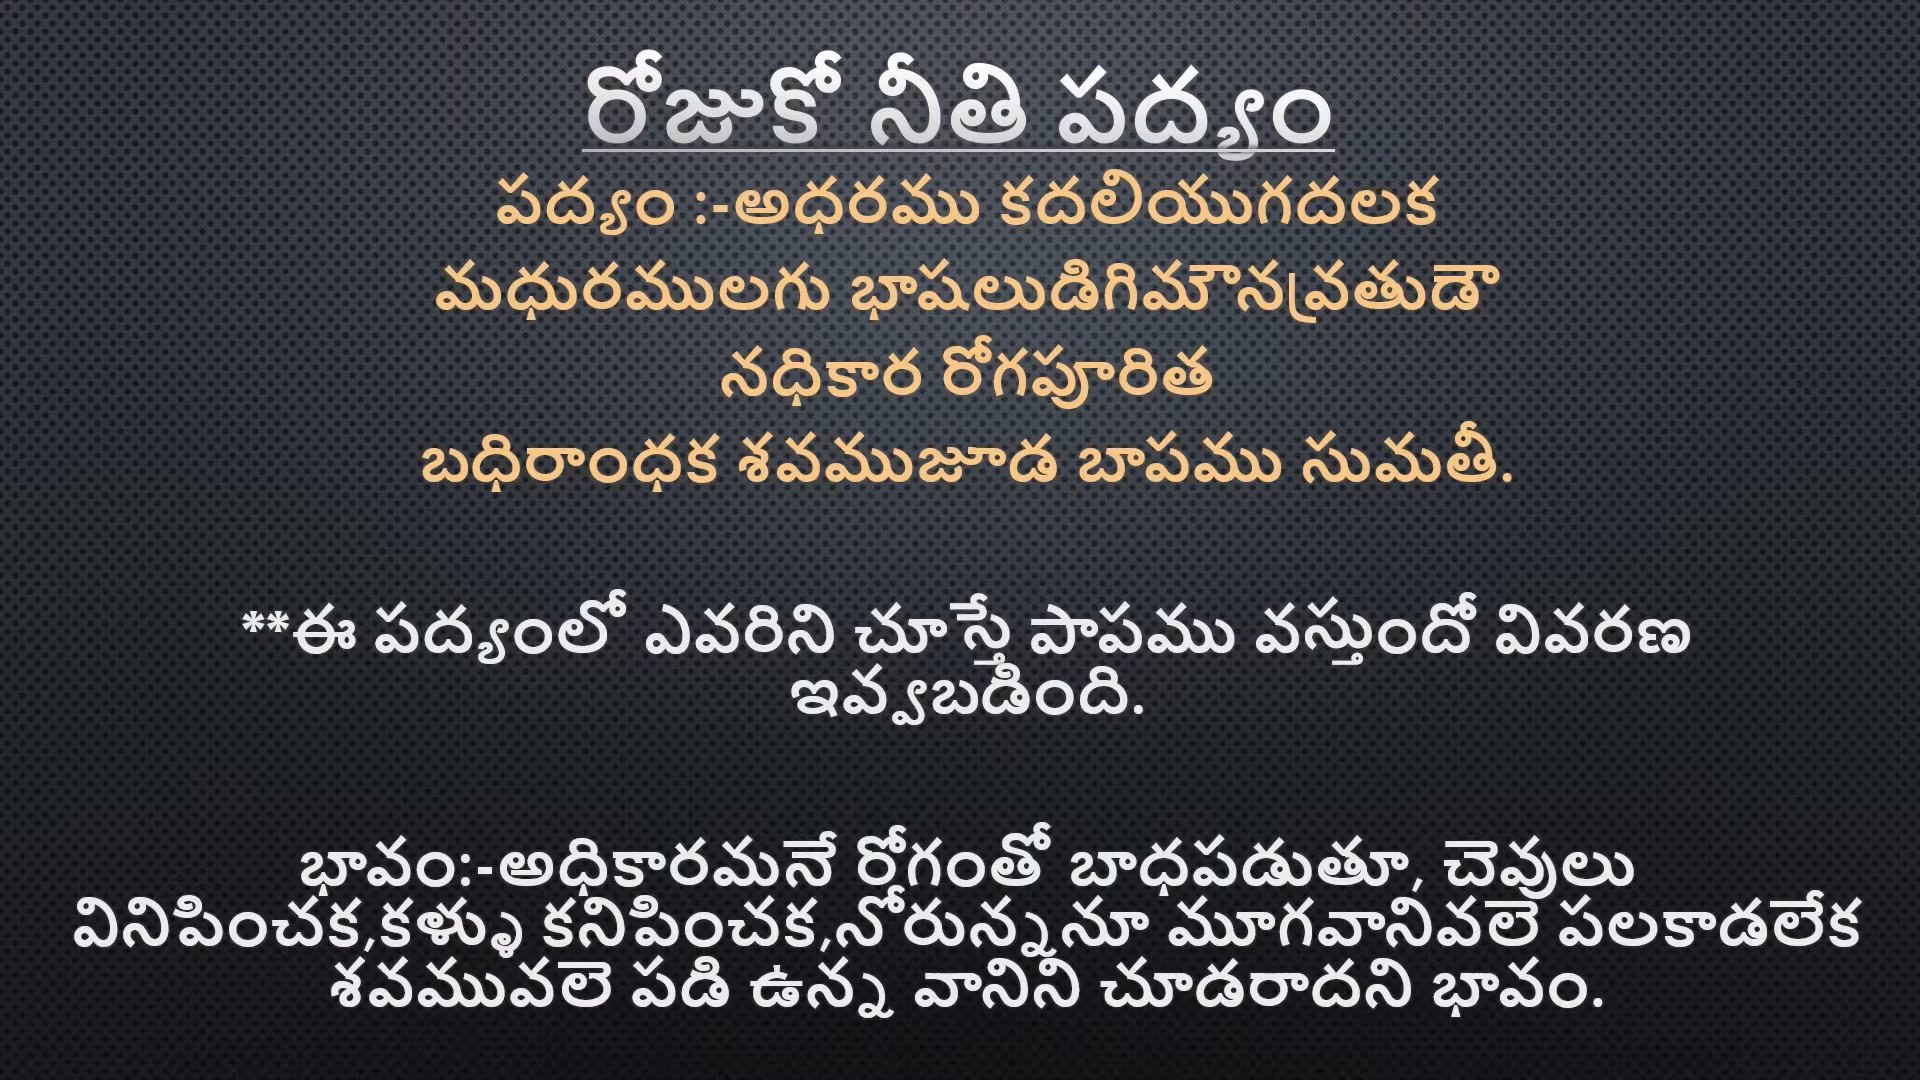 రోజుకో నీతి పద్యం
పద్యం :-అధరము కదలియుగదలక
మధురములగు భాషలుడిగిమౌనవ్రతుడౌ
నధికార రోగపూరిత
బధిరాంధక శవముజూడ బాపము సుమతీ.
**ఈ పద్యంలో ఎవరిని చూస్తే పాపము వస్తుందో వివరణ
ఇవ్వబడింది.
భావం:-అధికారమనే రోగంతో బాధపడుతూ, చెవులు
వినిపించక,కళ్ళు కనిపించక,నోరున్ననూ మూగవానివలె పలకాడలేక
శవమువలె పడి ఉన్న వానిని చూడరాదని భావం.